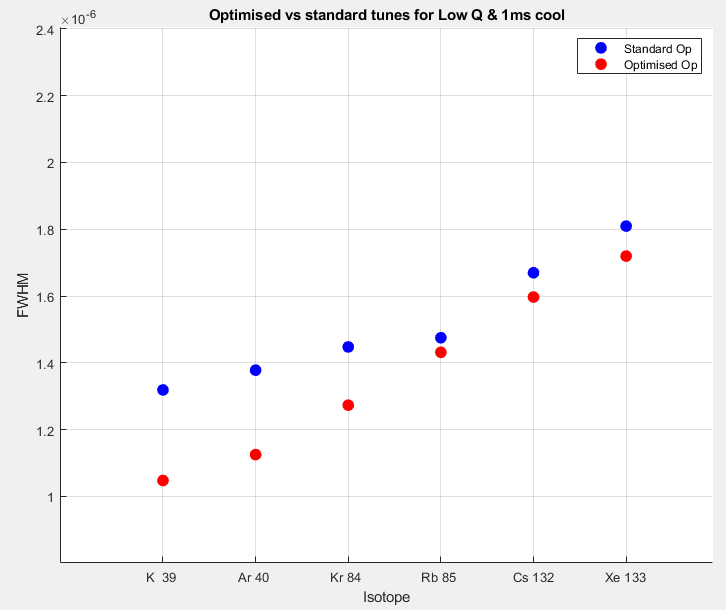 Optimised vs standard tunes for Low Q & 1ms cool
×10^-6
Standard Op
Optimised Op
FWHM
2.4
2.2
2
1.8
1.6
1.4
1.2
1
K  39 Ar 40 Kr 84 Rb 85 Cs 132 Xe 133
Isotope